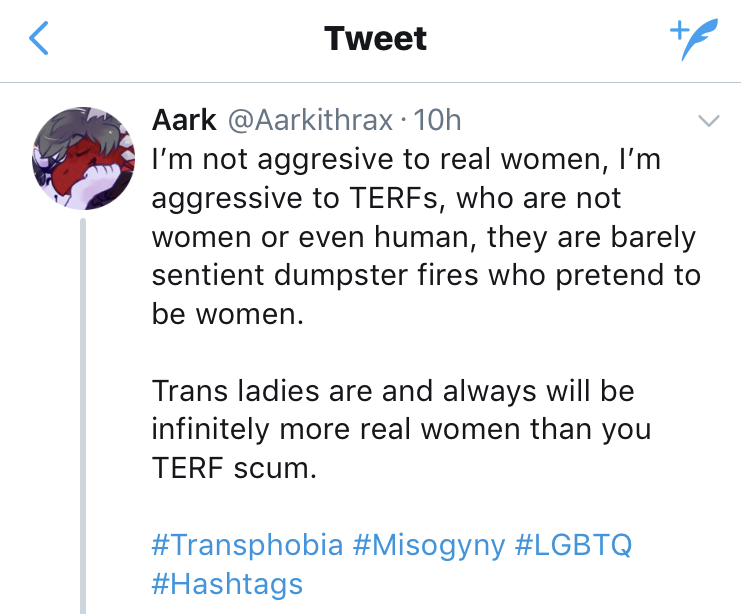 Tweet
Aark @Aarkithrax · 10h
I'm not aggresive to real women, I'm
aggressive to TERFs, who are not
women or even human, they are barely
sentient dumpster fires who pretend to
be women.
Trans ladies are and always will be
infinitely more real women than you
TERF scum.
#Transphobia #Misogyny #LGBTQ
#Hashtags